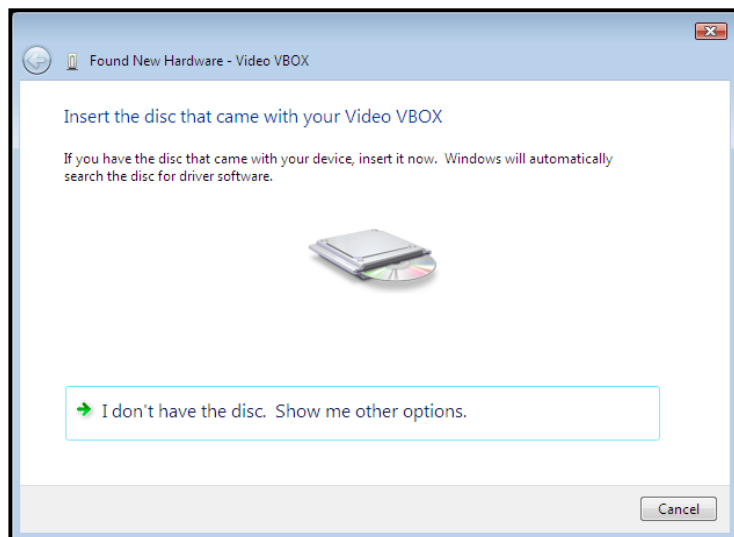 Found New Hardware - Video VBOX
Insert the disc that came with your Video VBOX
If you have the disc that came with your device, insert it now.  Windows will automatically
search the disc for driver software.
I don't have the disc.  Show me other options.
Cancel